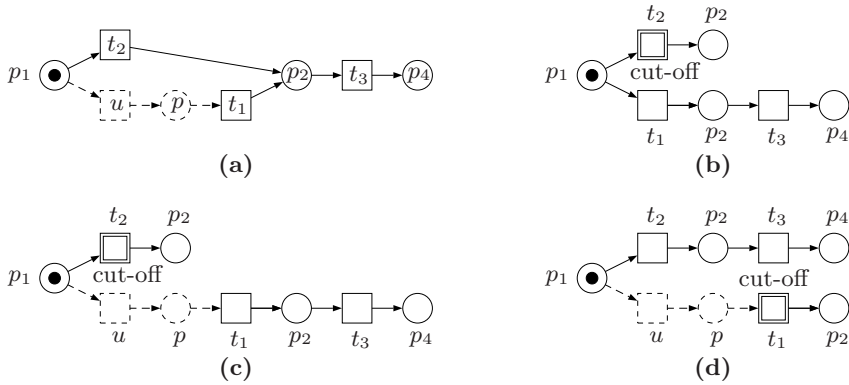 t2 p2
p1 p2 t3 p4
u p t1
(a)
t2 p2
p1 cut-off
t1 p2 t3 p4
(b)
t2 p2
p1 cut-off
u p t1 p2 t3 p4
(c)
t2 p2 t3 p4
p1 cut-off
u p t1 p2
(d)